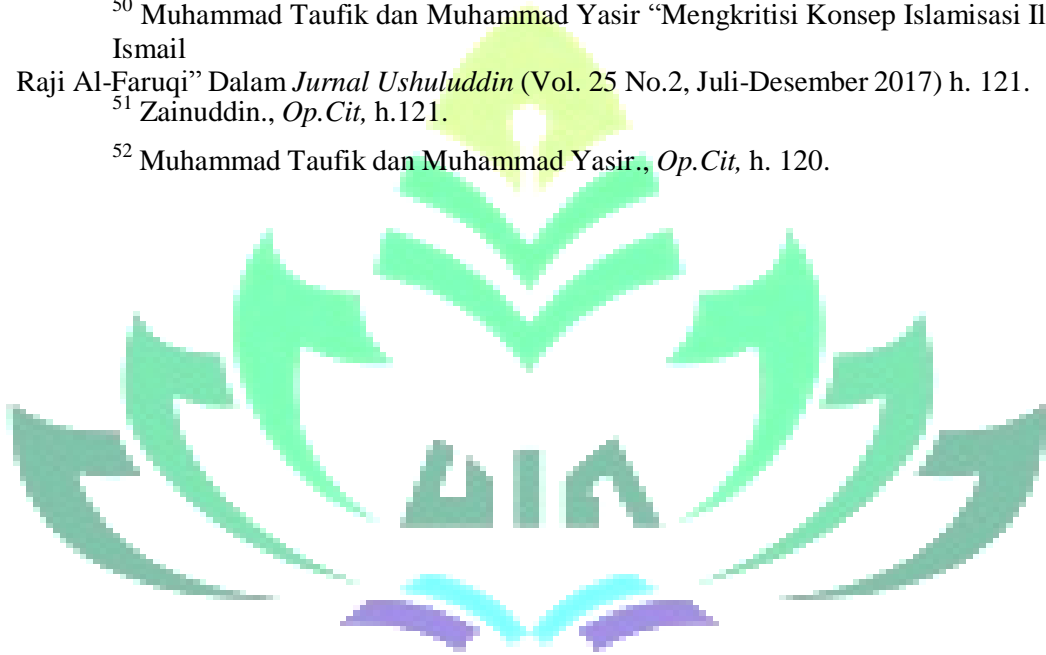 50 Muhammad Taufik dan Muhammad Yasir “Mengkritisi Konsep Islamisasi Il
Ismail
Raji Al-Faruqi” Dalam Jurnal Ushuluddin (Vol. 25 No.2, Juli-Desember 2017) h. 121.
51 Zainuddin., Op.Cit, h.121.
52 Muhammad Taufik dan Muhammad Yasir., Op.Cit, h. 120.